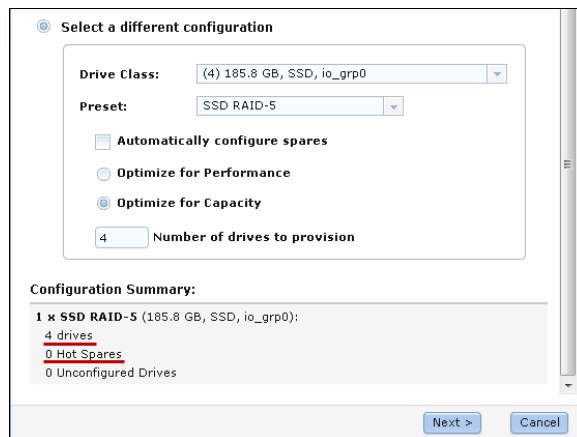 Select a different configuration
Drive Class: (4) 185.8 GB, SSD, io_grp0
Preset: SSD RAID-5
Automatically configure spares
Optimize for Performance
Optimize for Capacity
4 Number of drives to provision
Configuration Summary:
1 x SSD RAID-5 (185.8 GB, SSD, io_grp0):
4 drives
0 Hot Spares
0 Unconfigured Drives
Next > Cancel